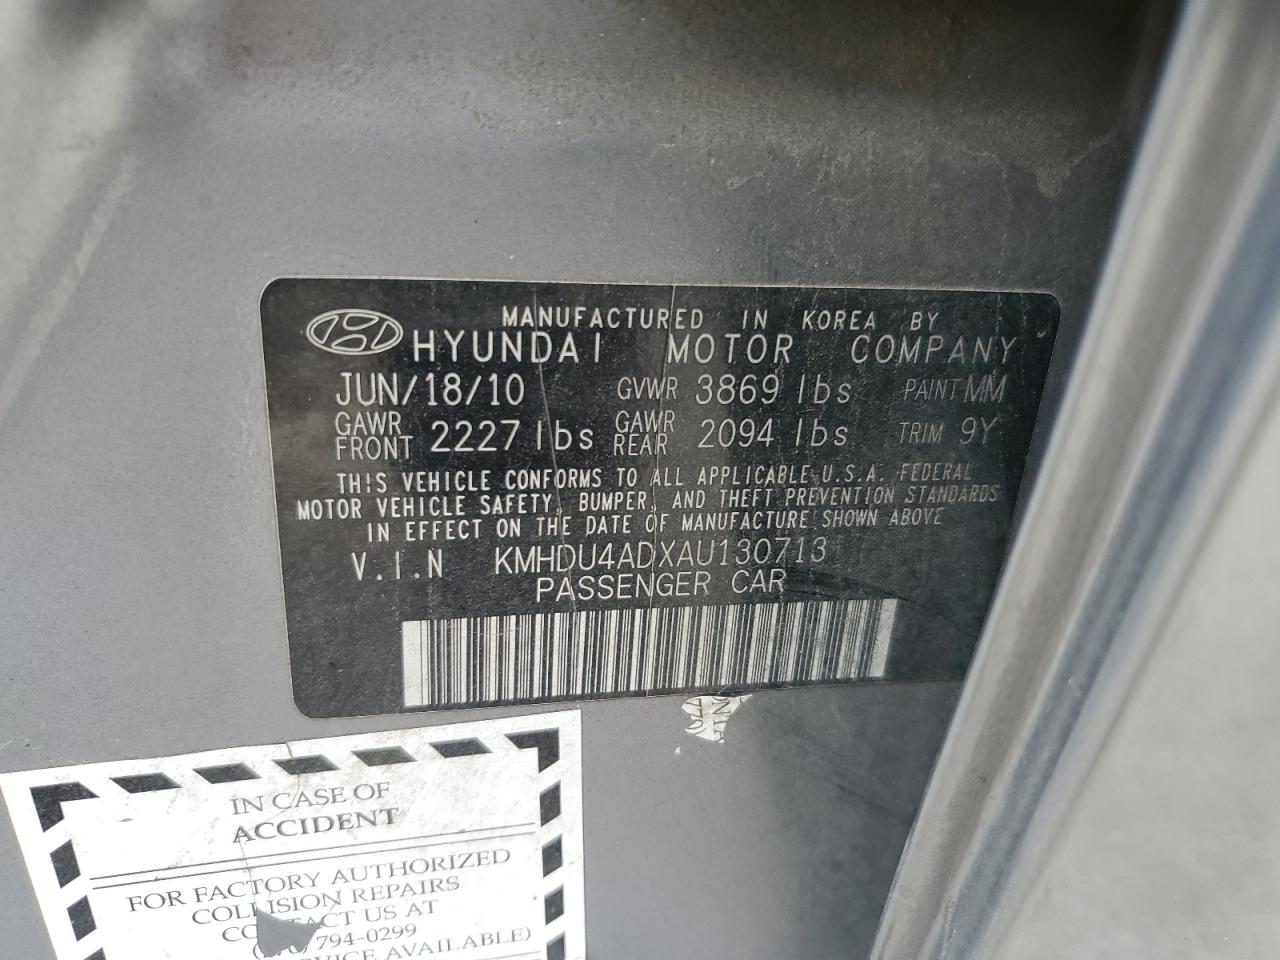 MANUFACTURED IN KOREA BY
HYUNDAI MOTOR COMPANY
JUN/18/10 GVWR 3869 lbs PAINT MM
GAWR FRONT 2227 lbs GAWR REAR 2094 lbs TRIM 9Y
THIS VEHICLE CONFORMS TO ALL APPLICABLE U.S.A. FEDERAL
MOTOR VEHICLE SAFETY, BUMPER, AND THEFT PREVENTION STANDARDS
IN EFFECT ON THE DATE OF MANUFACTURE SHOWN ABOVE
V.I.N KMHDU4ADXAU130713
PASSENGER CAR
IN CASE OF
ACCIDENT
FOR FACTORY AUTHORIZED
COLLISION REPAIRS
CONTACT US AT
794-0299
AVAILABLE)